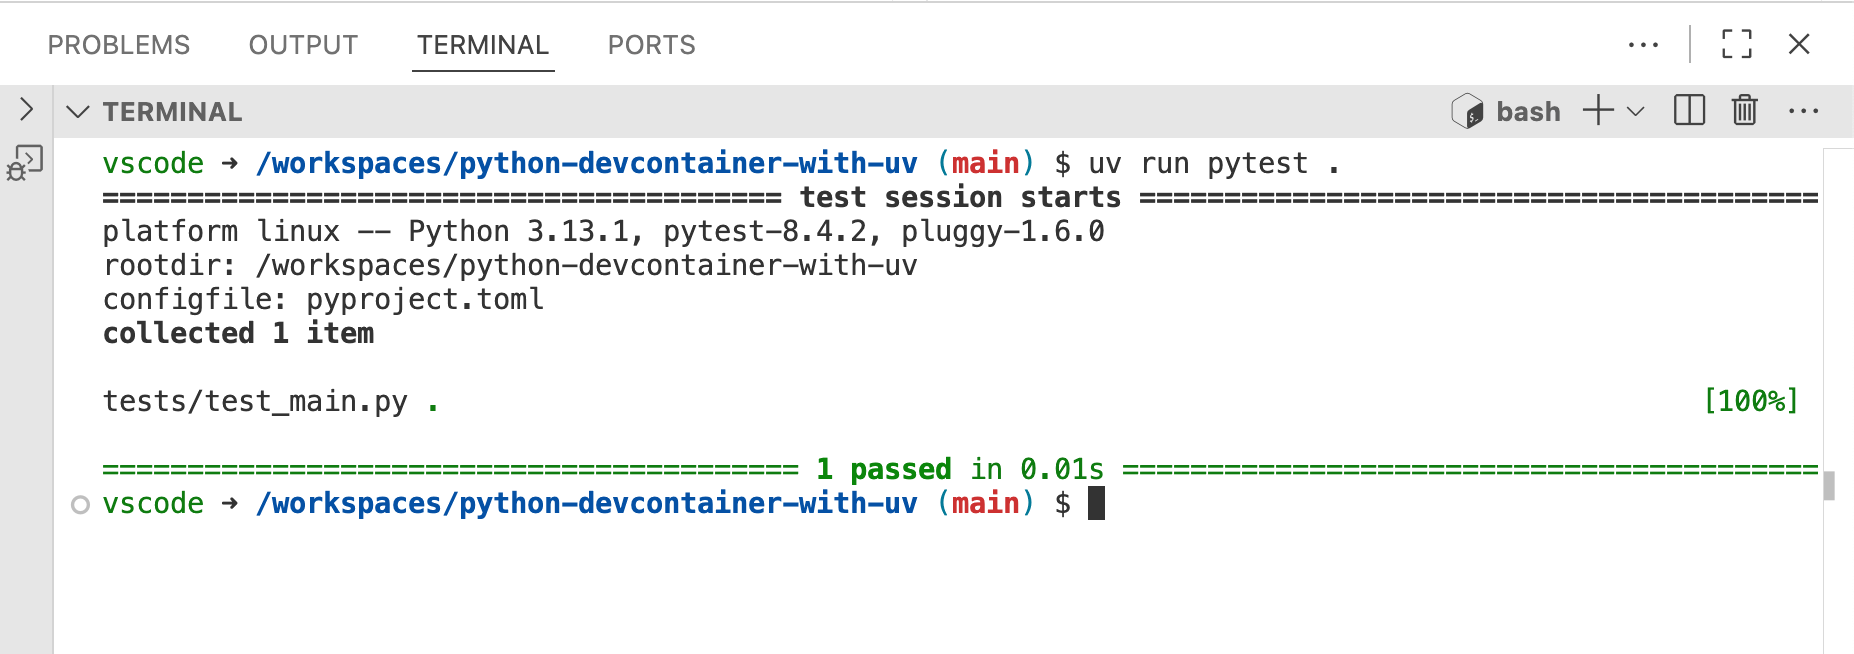 PROBLEMS OUTPUT TERMINAL PORTS
TERMINAL bash
vscode ➜ /workspaces/python-devcontainer-with-uv (main) $ uv run pytest .
======================================== test session starts ========================================
platform linux -- Python 3.13.1, pytest-8.4.2, pluggy-1.6.0
rootdir: /workspaces/python-devcontainer-with-uv
configfile: pyproject.toml
collected 1 item
tests/test_main.py . [100%]
========================================= 1 passed in 0.01s =========================================
vscode ➜ /workspaces/python-devcontainer-with-uv (main) $